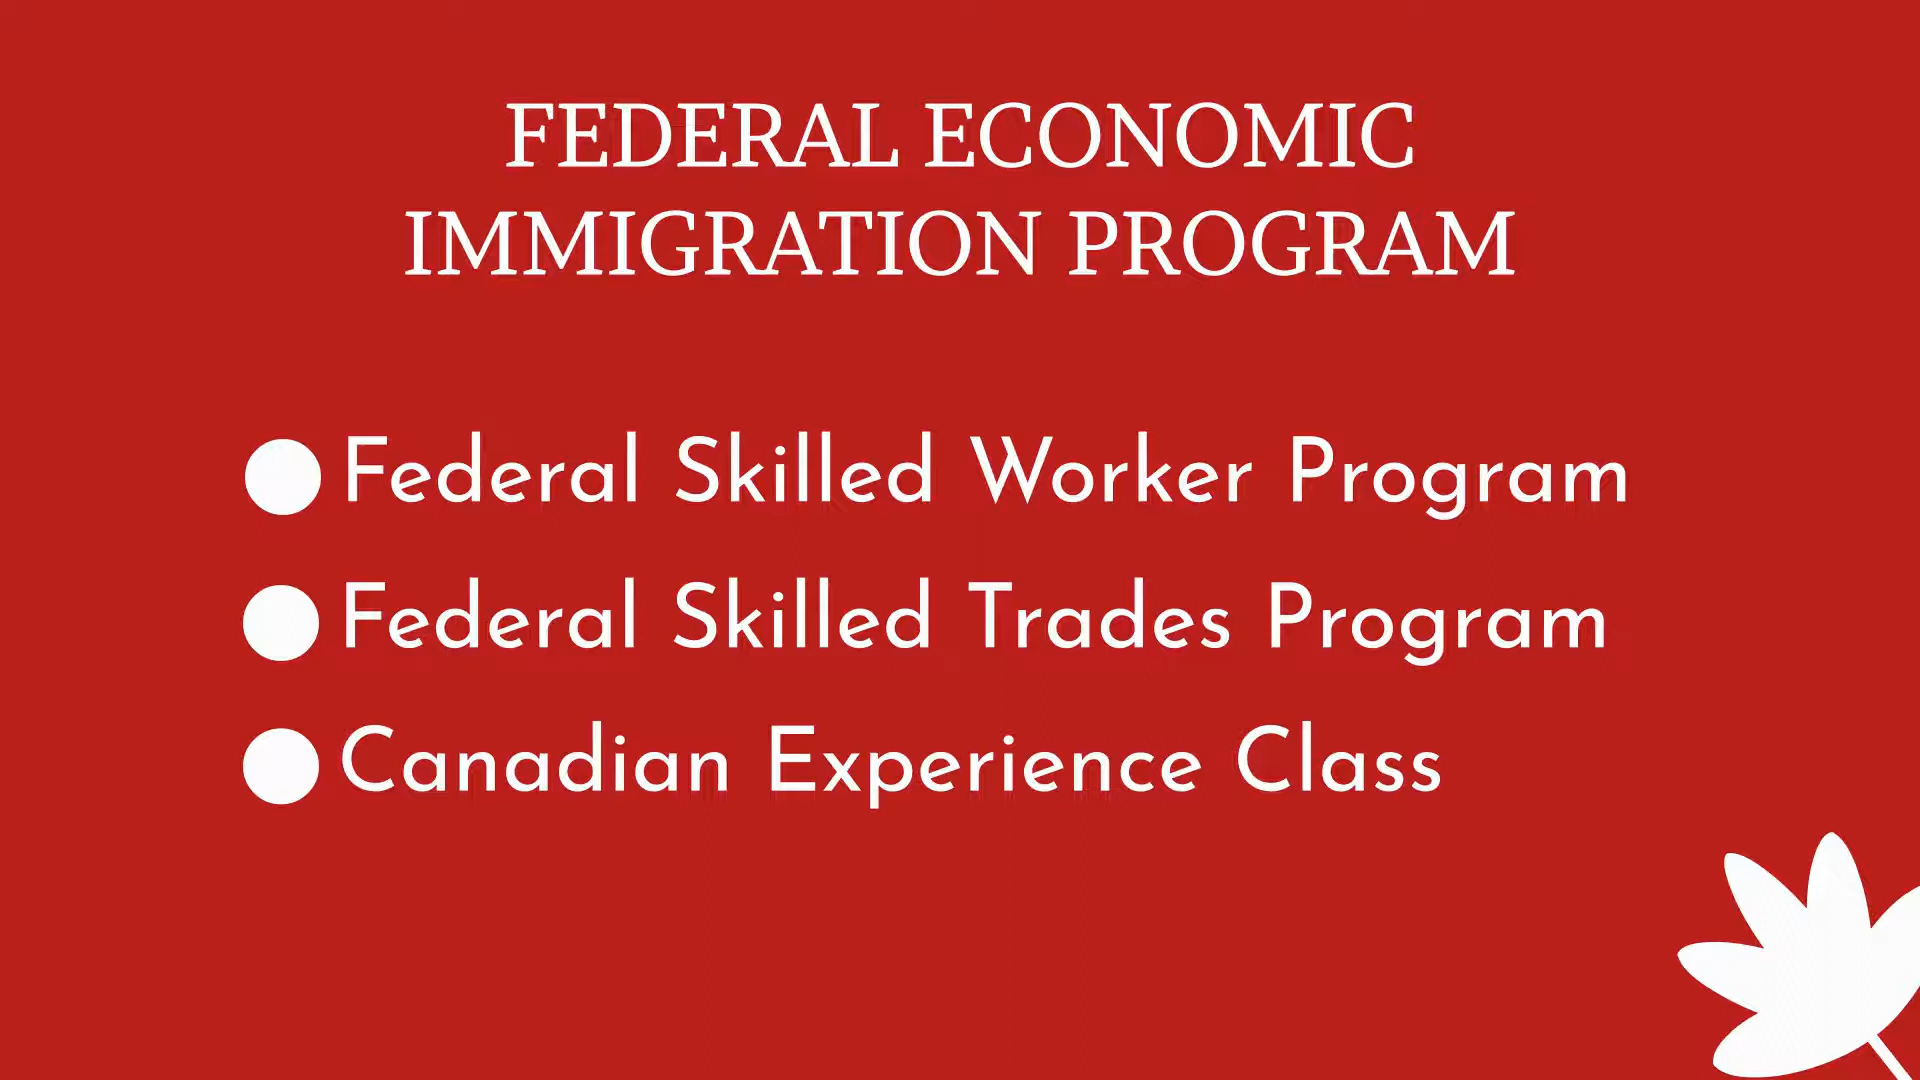 FEDERAL ECONOMIC
IMMIGRATION PROGRAM
Federal Skilled Worker Program
Federal Skilled Trades Program
Canadian Experience Class